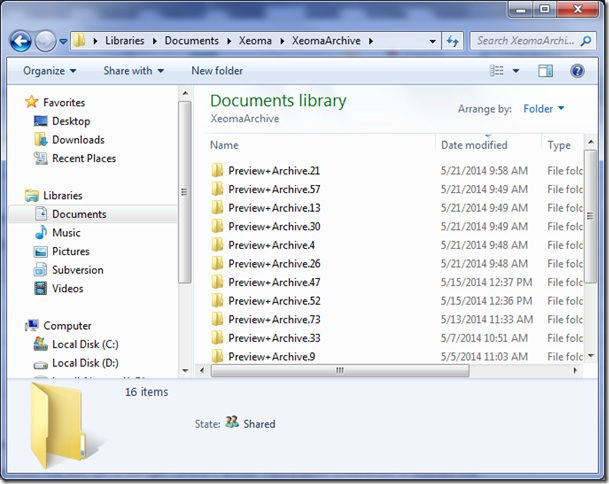 Libraries Documents Xeoma XeomaArchive
Search XeomaArchi...
Organize Share with New folder
Favorites
Desktop
Downloads
Recent Places
Libraries
Documents
Music
Pictures
Subversion
Videos
Computer
Local Disk (C:)
Local Disk (D:)
Documents library
XeomaArchive
Arrange by: Folder
Name Date modified Type
Preview+Archive.21 5/21/2014 9:58 AM File fold
Preview+Archive.57 5/21/2014 9:49 AM File fold
Preview+Archive.13 5/21/2014 9:49 AM File fold
Preview+Archive.30 5/21/2014 9:49 AM File fold
Preview+Archive.4 5/21/2014 9:48 AM File fold
Preview+Archive.26 5/21/2014 9:48 AM File fold
Preview+Archive.47 5/15/2014 12:37 PM File fold
Preview+Archive.52 5/15/2014 12:36 PM File fold
Preview+Archive.73 5/13/2014 11:33 AM File fold
Preview+Archive.33 5/7/2014 10:51 AM File fold
Preview+Archive.9 5/5/2014 11:03 AM File fold
16 items
State: Shared